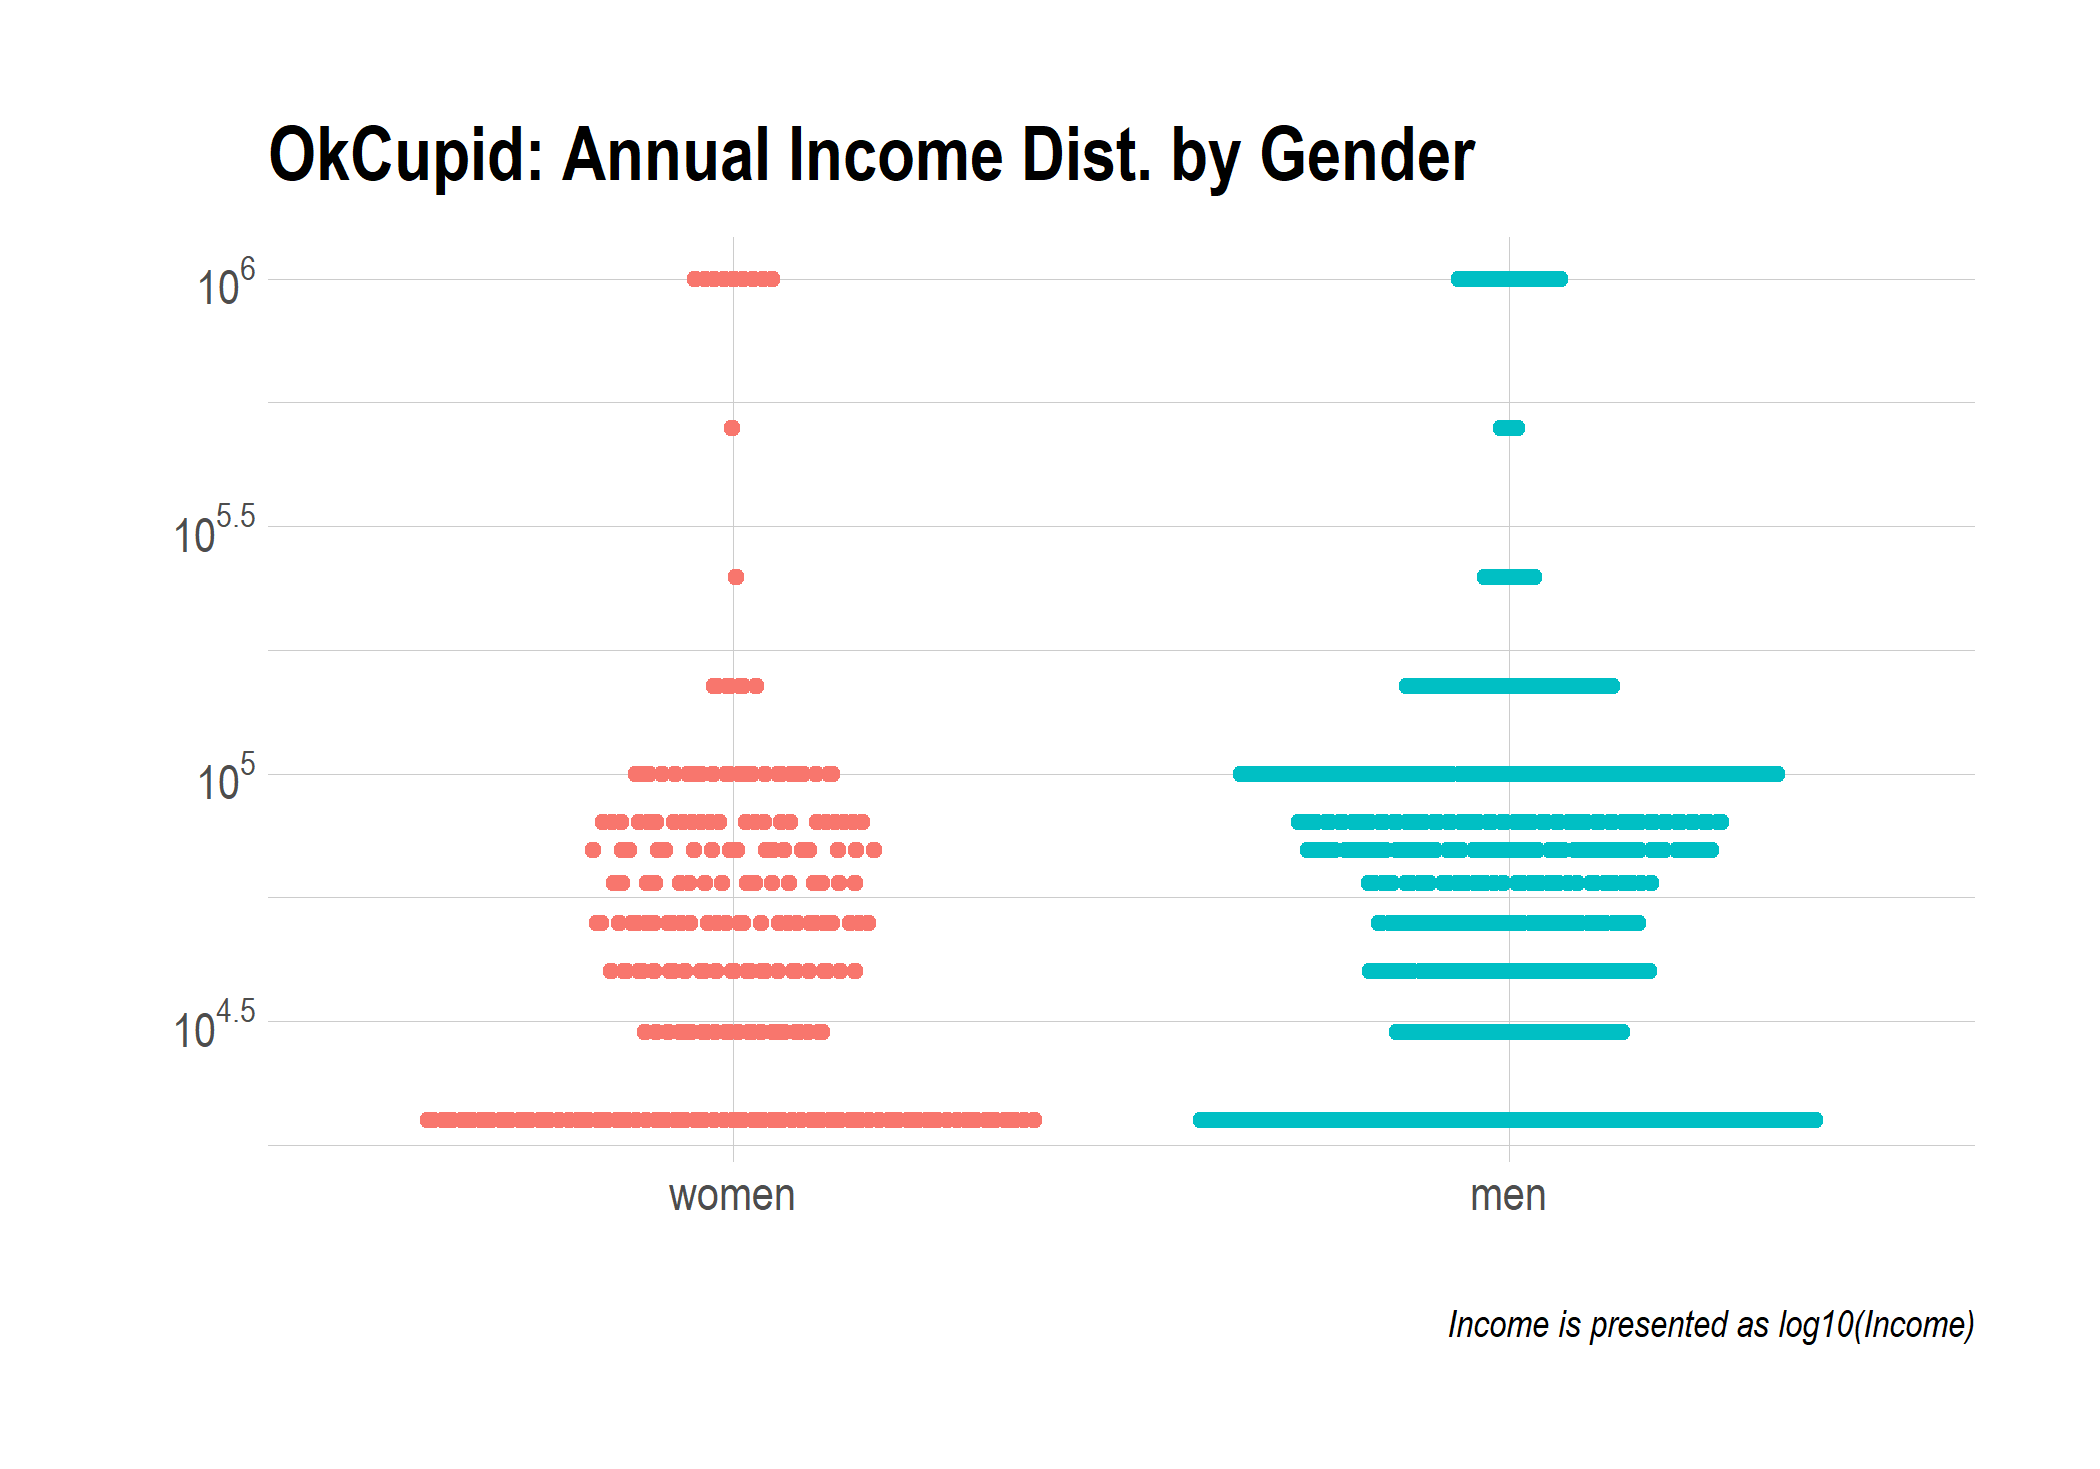 OkCupid: Annual Income Dist. by Gender
10^6
10^5.5
10^5
10^4.5
women men
Income is presented as log10(Income)